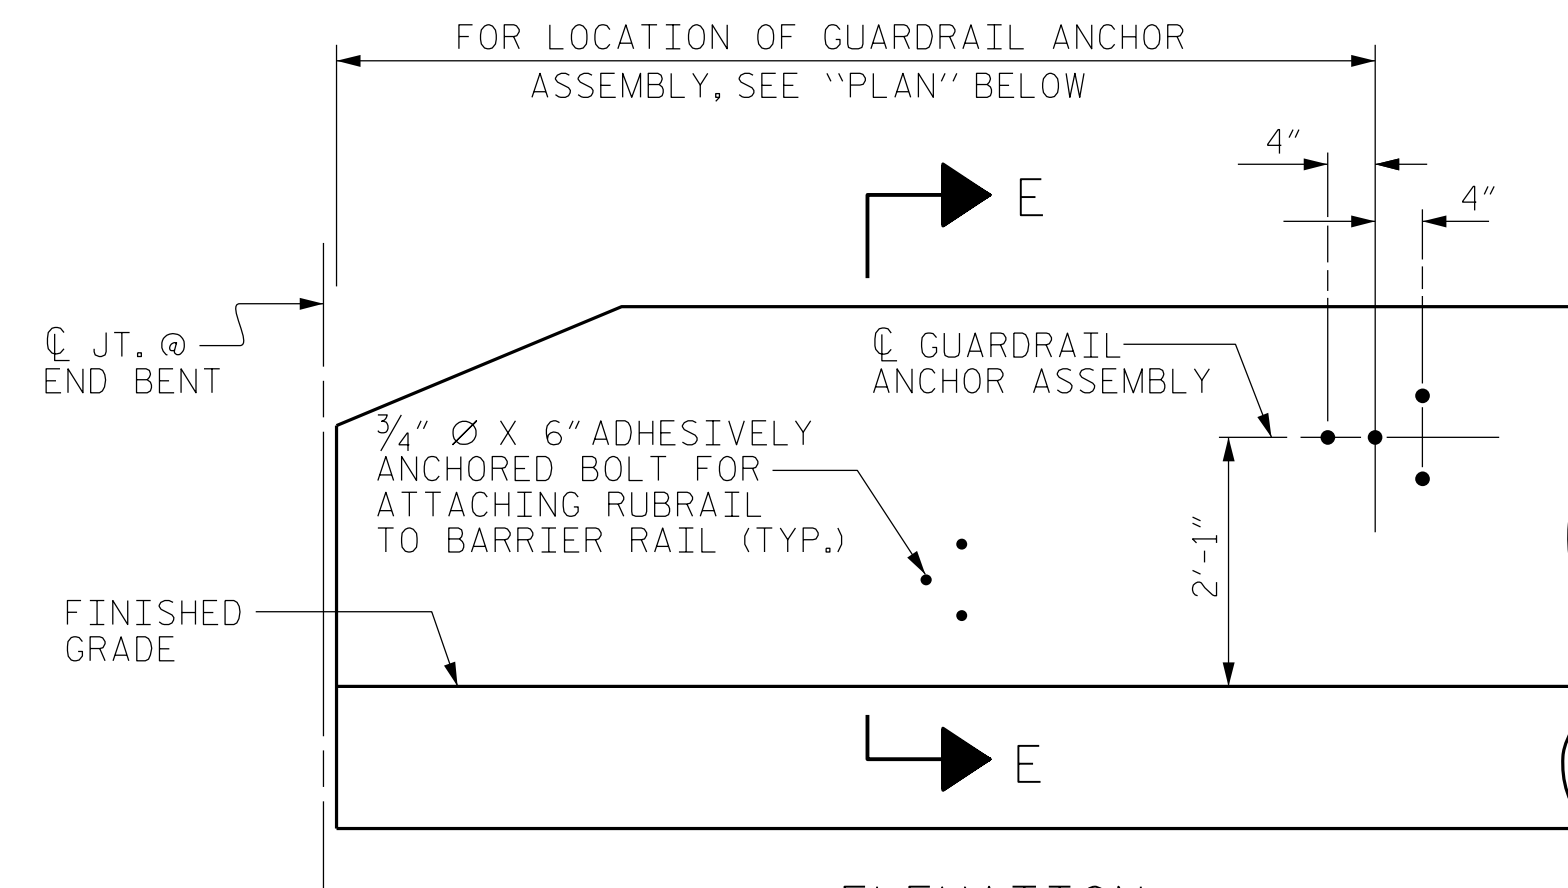 FOR LOCATION OF GUARDRAIL ANCHOR
ASSEMBLY, SEE "PLAN" BELOW
4"
4"
E
℄ JT. @
END BENT
℄ GUARDRAIL
ANCHOR ASSEMBLY
3/4" Ø X 6" ADHESIVELY
ANCHORED BOLT FOR
ATTACHING RUBRAIL
TO BARRIER RAIL (TYP.)
2'-1"
FINISHED
GRADE
E